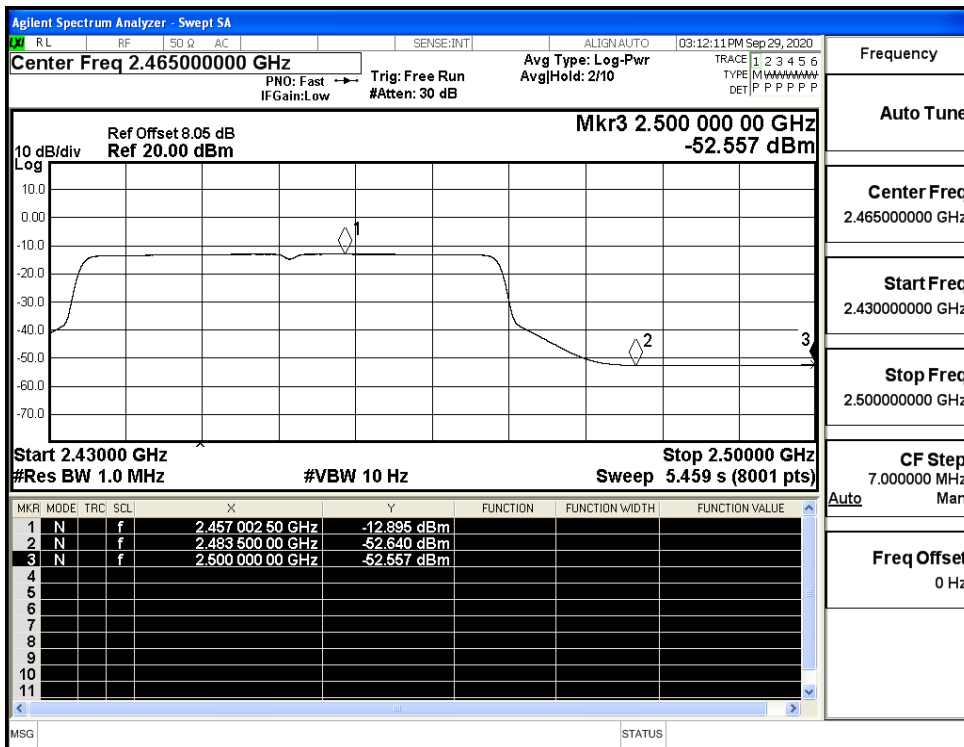 Agilent Spectrum Analyzer - Swept SA
LXI RL RF 50 Ω AC SENSE:INT ALIGNAUTO 03:12:11 PM Sep 29, 2020
Center Freq 2.465000000 GHz
PNO: Fast
IFGain:Low
Trig: Free Run
#Atten: 30 dB
Avg Type: Log-Pwr
Avg|Hold: 2/10
TRACE 1 2 3 4 5 6
TYPE M WWWWW
DET P P P P P P
Ref Offset 8.05 dB
10 dB/div Ref 20.00 dBm
Log
Mkr3 2.500 000 00 GHz
-52.557 dBm
10.0
0.00
-10.0
-20.0
-30.0
-40.0
-50.0
-60.0
-70.0
1
2
3
Start 2.43000 GHz Stop 2.50000 GHz
#Res BW 1.0 MHz #VBW 10 Hz Sweep 5.459 s (8001 pts)
MKR MODE TRC SCL X Y FUNCTION FUNCTION WIDTH FUNCTION VALUE
1 N f 2.457 002 50 GHz -12.895 dBm
2 N f 2.483 500 00 GHz -52.640 dBm
3 N f 2.500 000 00 GHz -52.557 dBm
4
5
6
7
8
9
10
11
MSG STATUS
Frequency
Auto Tune
Center Freq
2.465000000 GHz
Start Freq
2.430000000 GHz
Stop Freq
2.500000000 GHz
CF Step
7.000000 MHz
Auto Man
Freq Offset
0 Hz